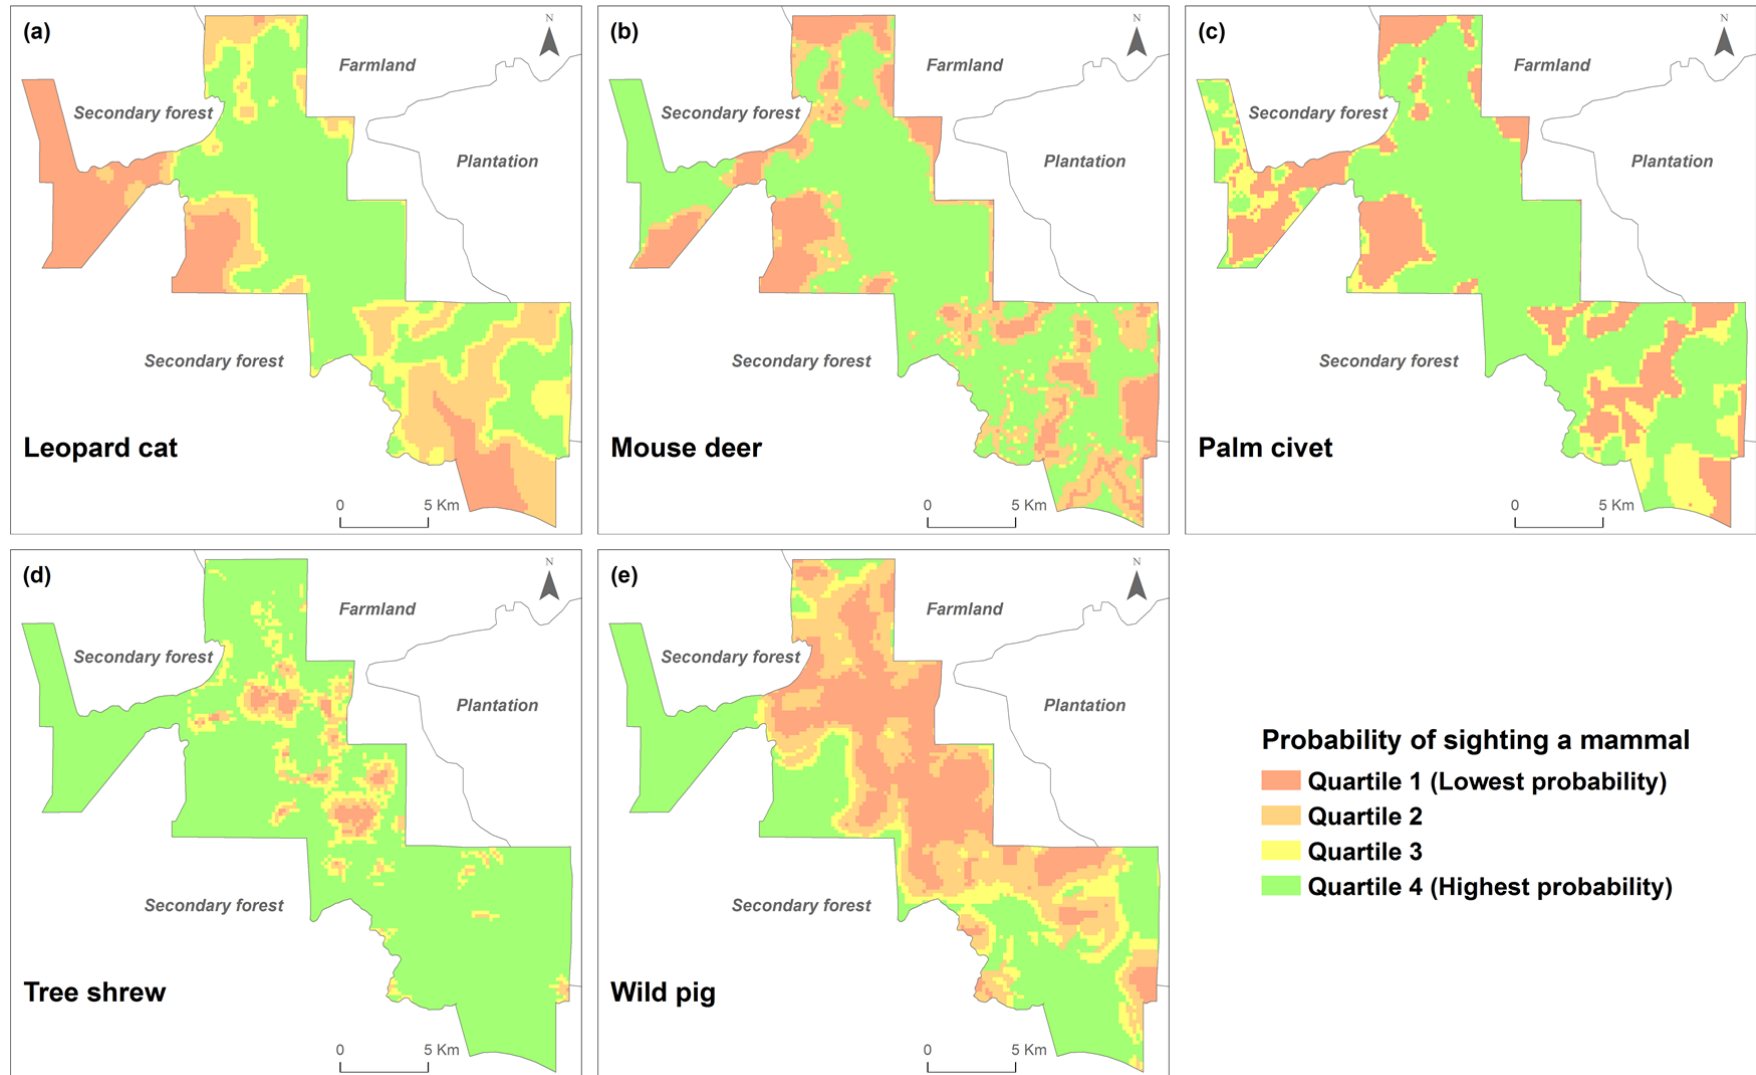 (a)
N
Farmland
Secondary forest
Plantation
Secondary forest
Leopard cat
0 5 Km
(b)
N
Farmland
Secondary forest
Plantation
Secondary forest
Mouse deer
0 5 Km
(c)
N
Farmland
Secondary forest
Plantation
Secondary forest
Palm civet
0 5 Km
(d)
N
Farmland
Secondary forest
Plantation
Secondary forest
Tree shrew
0 5 Km
(e)
N
Farmland
Secondary forest
Plantation
Secondary forest
Wild pig
0 5 Km
Probability of sighting a mammal
Quartile 1 (Lowest probability)
Quartile 2
Quartile 3
Quartile 4 (Highest probability)